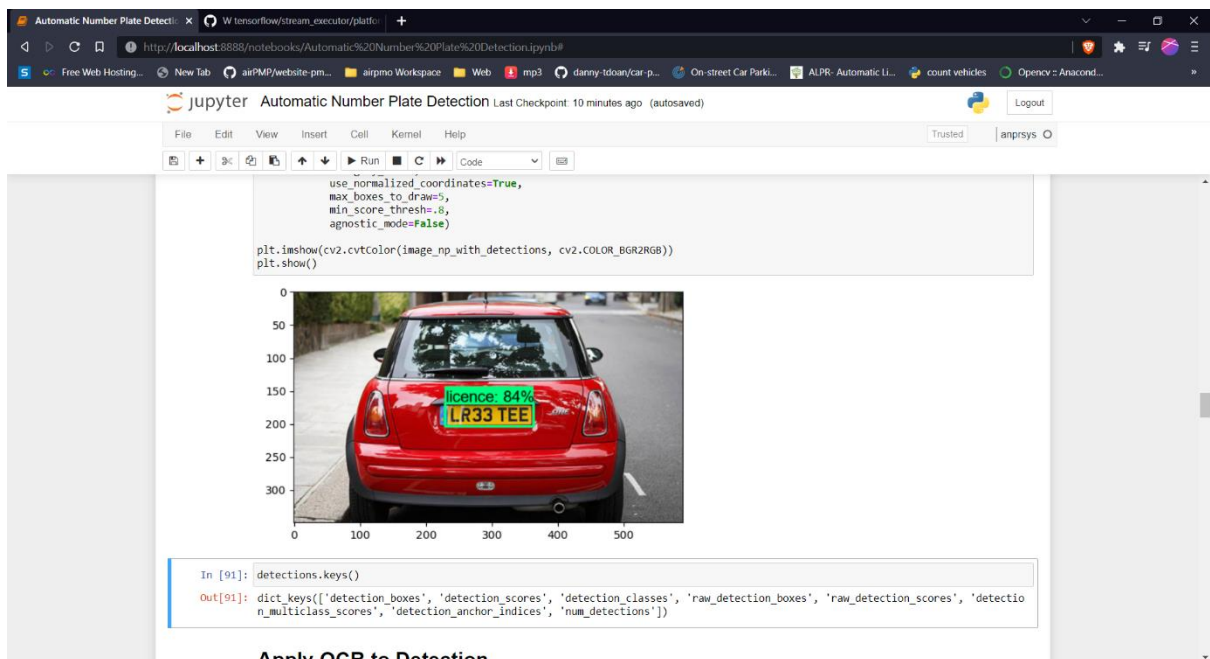 Automatic Number Plate Detectic
W tensorflow/stream_executor/platfor
http://localhost:8888/notebooks/Automatic%20Number%20Plate%20Detection.ipynb#
Free Web Hosting... New Tab airPMP/website-pm... airpmo Workspace Web mp3 danny-tdoan/car-p... On-street Car Parki... ALPR- Automatic Li... count vehicles Opencv :: Anacond... »
jupyter Automatic Number Plate Detection Last Checkpoint: 10 minutes ago (autosaved) Logout
File Edit View Insert Cell Kernel Help Trusted anprsys
Run Code
use_normalized_coordinates=True,
max_boxes_to_draw=5,
min_score_thresh=.8,
agnostic_mode=False)
plt.imshow(cv2.cvtColor(image_np_with_detections, cv2.COLOR_BGR2RGB))
plt.show()
0
50
100
150
200
250
300
licence: 84%
LR33 TEE
0 100 200 300 400 500
In [91]: detections.keys()
Out[91]: dict_keys(['detection_boxes', 'detection_scores', 'detection_classes', 'raw_detection_boxes', 'raw_detection_scores', 'detectio
n_multiclass_scores', 'detection_anchor_indices', 'num_detections'])
Apply OCR to Detection